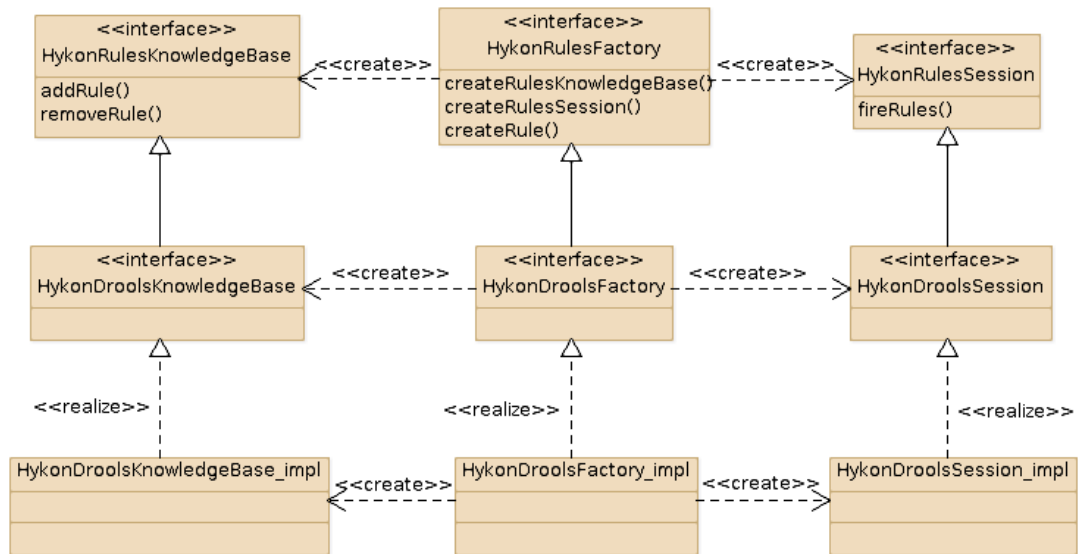 <<interface>>
HykonRulesKnowledgeBase
addRule()
removeRule()
<<create>>
<<interface>>
HykonRulesFactory
createRulesKnowledgeBase()
createRulesSession()
createRule()
<<create>>
<<interface>>
HykonRulesSession
fireRules()
<<interface>>
HykonDroolsKnowledgeBase
<<create>>
<<interface>>
HykonDroolsFactory
<<create>>
<<interface>>
HykonDroolsSession
<<realize>>
<<realize>>
<<realize>>
HykonDroolsKnowledgeBase_impl
<<create>>
HykonDroolsFactory_impl
<<create>>
HykonDroolsSession_impl